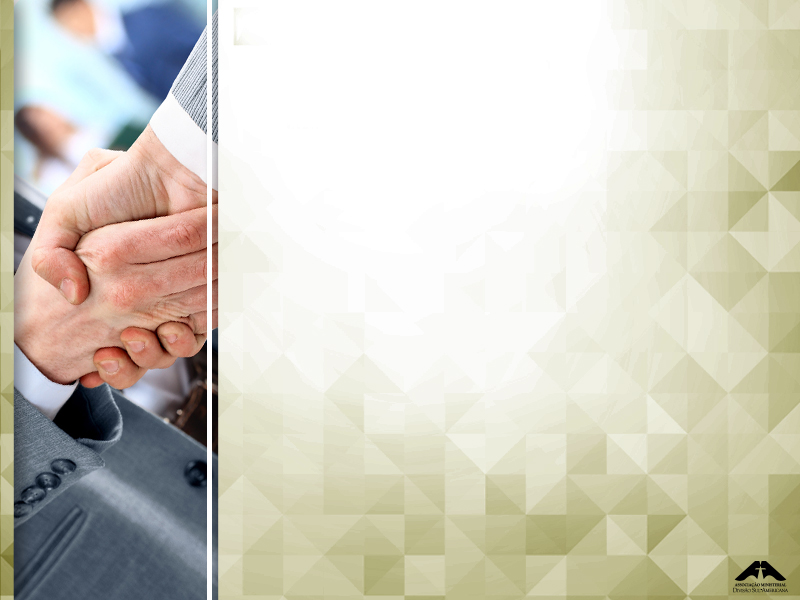 ASSOCIAÇÃO MINISTERIAL
DIVISÃO SUL-AMERICANA